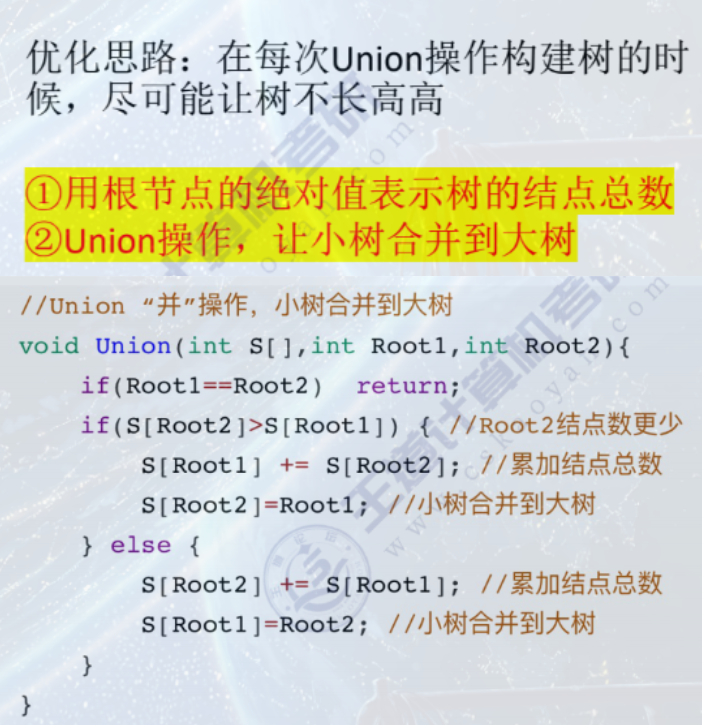 优化思路：在每次Union操作构建树的时
候，尽可能让树不长高高
①用根节点的绝对值表示树的结点总数
②Union操作，让小树合并到大树
//Union “并”操作，小树合并到大树
void Union(int S[],int Root1,int Root2){
    if(Root1==Root2)  return;
    if(S[Root2]>S[Root1]) { //Root2结点数更少
        S[Root1] += S[Root2]; //累加结点总数
        S[Root2]=Root1; //小树合并到大树
    } else {
        S[Root2] += S[Root1]; //累加结点总数
        S[Root1]=Root2; //小树合并到大树
    }
}